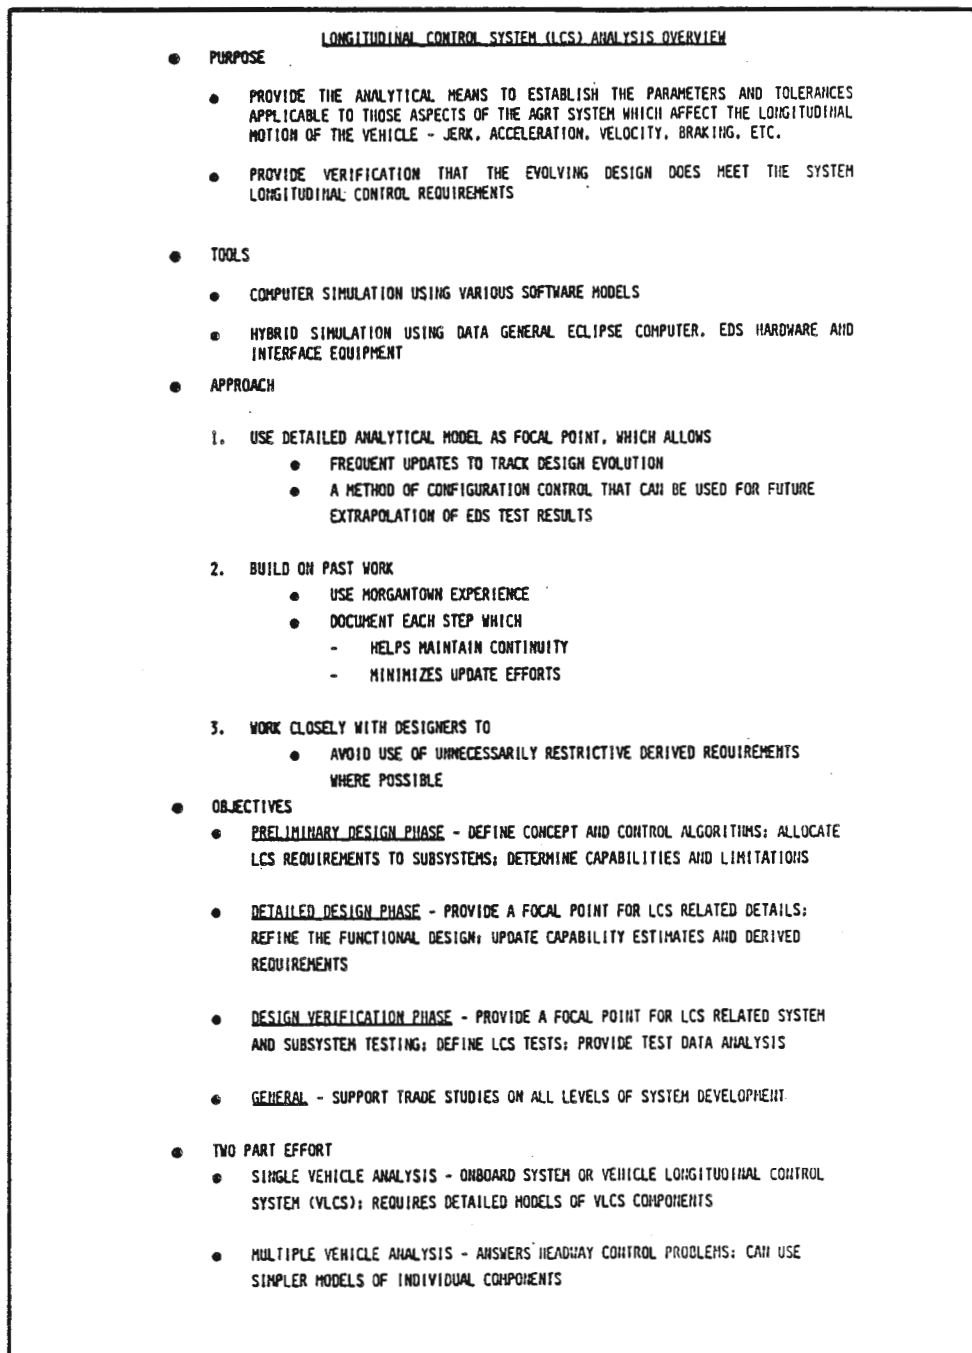 LONGITUDINAL CONTROL SYSTEM (LCS) ANALYSIS OVERVIEW
● PURPOSE
● PROVIDE THE ANALYTICAL MEANS TO ESTABLISH THE PARAMETERS AND TOLERANCES
APPLICABLE TO THOSE ASPECTS OF THE AGRT SYSTEM WHICH AFFECT THE LONGITUDINAL
MOTION OF THE VEHICLE - JERK, ACCELERATION, VELOCITY, BRAKING, ETC.
● PROVIDE VERIFICATION THAT THE EVOLVING DESIGN DOES MEET THE SYSTEM
LONGITUDINAL CONTROL REQUIREMENTS
● TOOLS
● COMPUTER SIMULATION USING VARIOUS SOFTWARE MODELS
● HYBRID SIMULATION USING DATA GENERAL ECLIPSE COMPUTER, EDS HARDWARE AND
INTERFACE EQUIPMENT
● APPROACH
1. USE DETAILED ANALYTICAL MODEL AS FOCAL POINT, WHICH ALLOWS
● FREQUENT UPDATES TO TRACK DESIGN EVOLUTION
● A METHOD OF CONFIGURATION CONTROL THAT CAN BE USED FOR FUTURE
EXTRAPOLATION OF EDS TEST RESULTS
2. BUILD ON PAST WORK
● USE MORGANTOWN EXPERIENCE
● DOCUMENT EACH STEP WHICH
- HELPS MAINTAIN CONTINUITY
- MINIMIZES UPDATE EFFORTS
3. WORK CLOSELY WITH DESIGNERS TO
● AVOID USE OF UNNECESSARILY RESTRICTIVE DERIVED REQUIREMENTS
WHERE POSSIBLE
● OBJECTIVES
● PRELIMINARY DESIGN PHASE - DEFINE CONCEPT AND CONTROL ALGORITHMS; ALLOCATE
LCS REQUIREMENTS TO SUBSYSTEMS; DETERMINE CAPABILITIES AND LIMITATIONS
● DETAILED DESIGN PHASE - PROVIDE A FOCAL POINT FOR LCS RELATED DETAILS;
REFINE THE FUNCTIONAL DESIGN; UPDATE CAPABILITY ESTIMATES AND DERIVED
REQUIREMENTS
● DESIGN VERIFICATION PHASE - PROVIDE A FOCAL POINT FOR LCS RELATED SYSTEM
AND SUBSYSTEM TESTING; DEFINE LCS TESTS; PROVIDE TEST DATA ANALYSIS
● GENERAL - SUPPORT TRADE STUDIES ON ALL LEVELS OF SYSTEM DEVELOPMENT
● TWO PART EFFORT
● SINGLE VEHICLE ANALYSIS - ONBOARD SYSTEM OR VEHICLE LONGITUDINAL CONTROL
SYSTEM (VLCS); REQUIRES DETAILED MODELS OF VLCS COMPONENTS
● MULTIPLE VEHICLE ANALYSIS - ANSWERS HEADWAY CONTROL PROBLEMS; CAN USE
SIMPLER MODELS OF INDIVIDUAL COMPONENTS